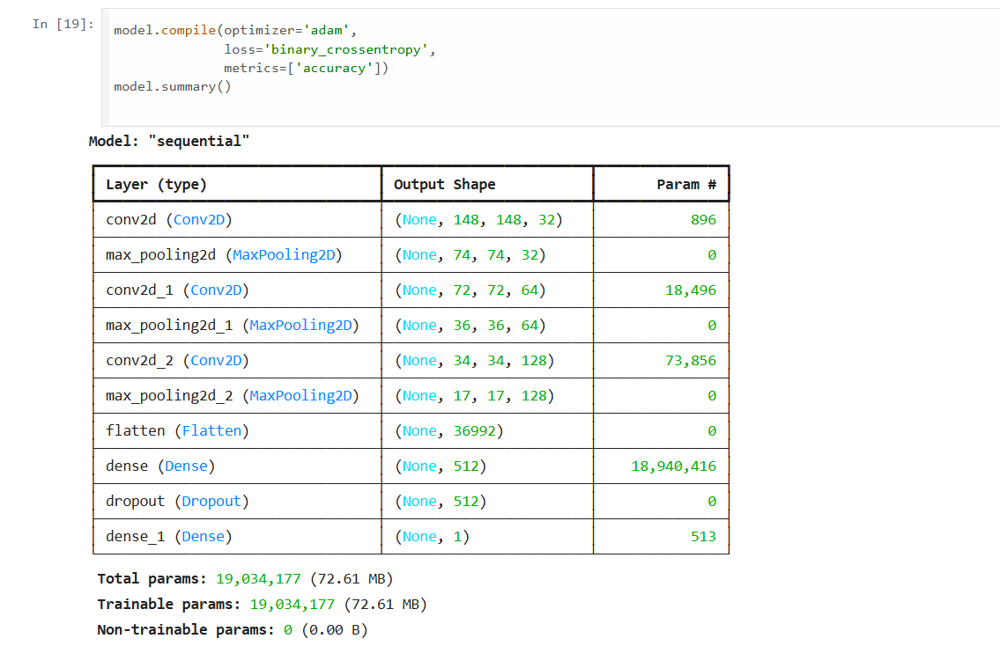 In [19]:
model.compile(optimizer='adam',
loss='binary_crossentropy',
metrics=['accuracy'])
model.summary()
Model: "sequential"
Layer (type) Output Shape Param #
conv2d (Conv2D) (None, 148, 148, 32) 896
max_pooling2d (MaxPooling2D) (None, 74, 74, 32) 0
conv2d_1 (Conv2D) (None, 72, 72, 64) 18,496
max_pooling2d_1 (MaxPooling2D) (None, 36, 36, 64) 0
conv2d_2 (Conv2D) (None, 34, 34, 128) 73,856
max_pooling2d_2 (MaxPooling2D) (None, 17, 17, 128) 0
flatten (Flatten) (None, 36992) 0
dense (Dense) (None, 512) 18,940,416
dropout (Dropout) (None, 512) 0
dense_1 (Dense) (None, 1) 513
Total params: 19,034,177 (72.61 MB)
Trainable params: 19,034,177 (72.61 MB)
Non-trainable params: 0 (0.00 B)